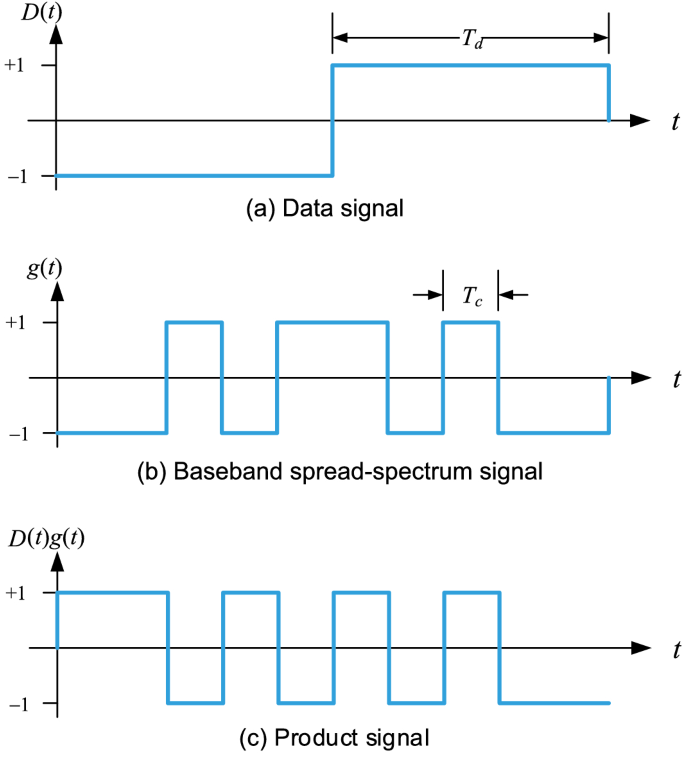 D(t)
T_d
+1
t
−1
(a) Data signal
g(t)
T_c
+1
t
−1
(b) Baseband spread-spectrum signal
D(t)g(t)
+1
t
−1
(c) Product signal